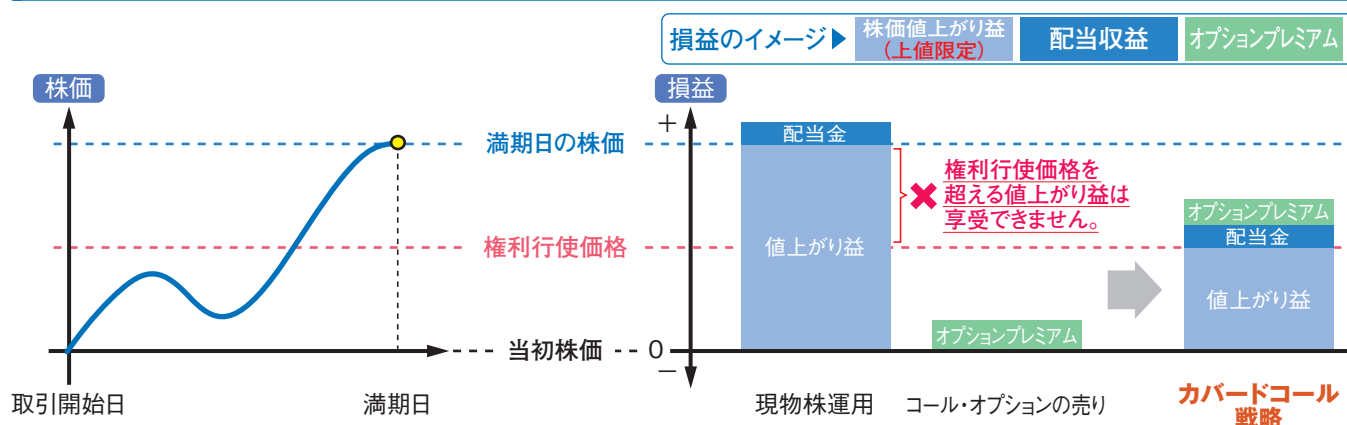 損益のイメージ▶
株価値上がり益
(上値限定)
配当収益
オプションプレミアム
株価
損益
+
満期日の株価
配当金
権利行使価格を
超える値上がり益は
享受できません。
オプションプレミアム
権利行使価格
値上がり益
配当金
値上がり益
オプションプレミアム
当初株価
0
−
取引開始日
満期日
現物株運用
コール・オプションの売り
カバードコール
戦略